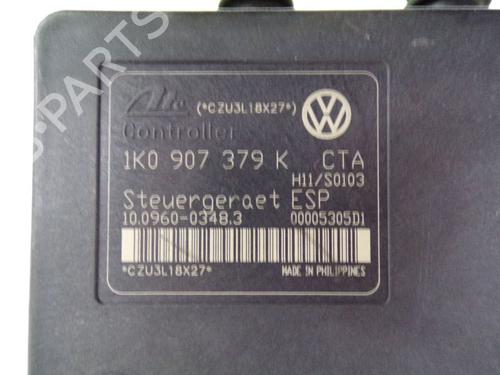 Ate (*CZU3L18X27*)
Controller
1K0 907 379 K CTA
H11/S0103
Steuergeraet ESP
10.0960-0348.3 00005305D1
*CZU3L18X27* MADE IN PHILIPPINES